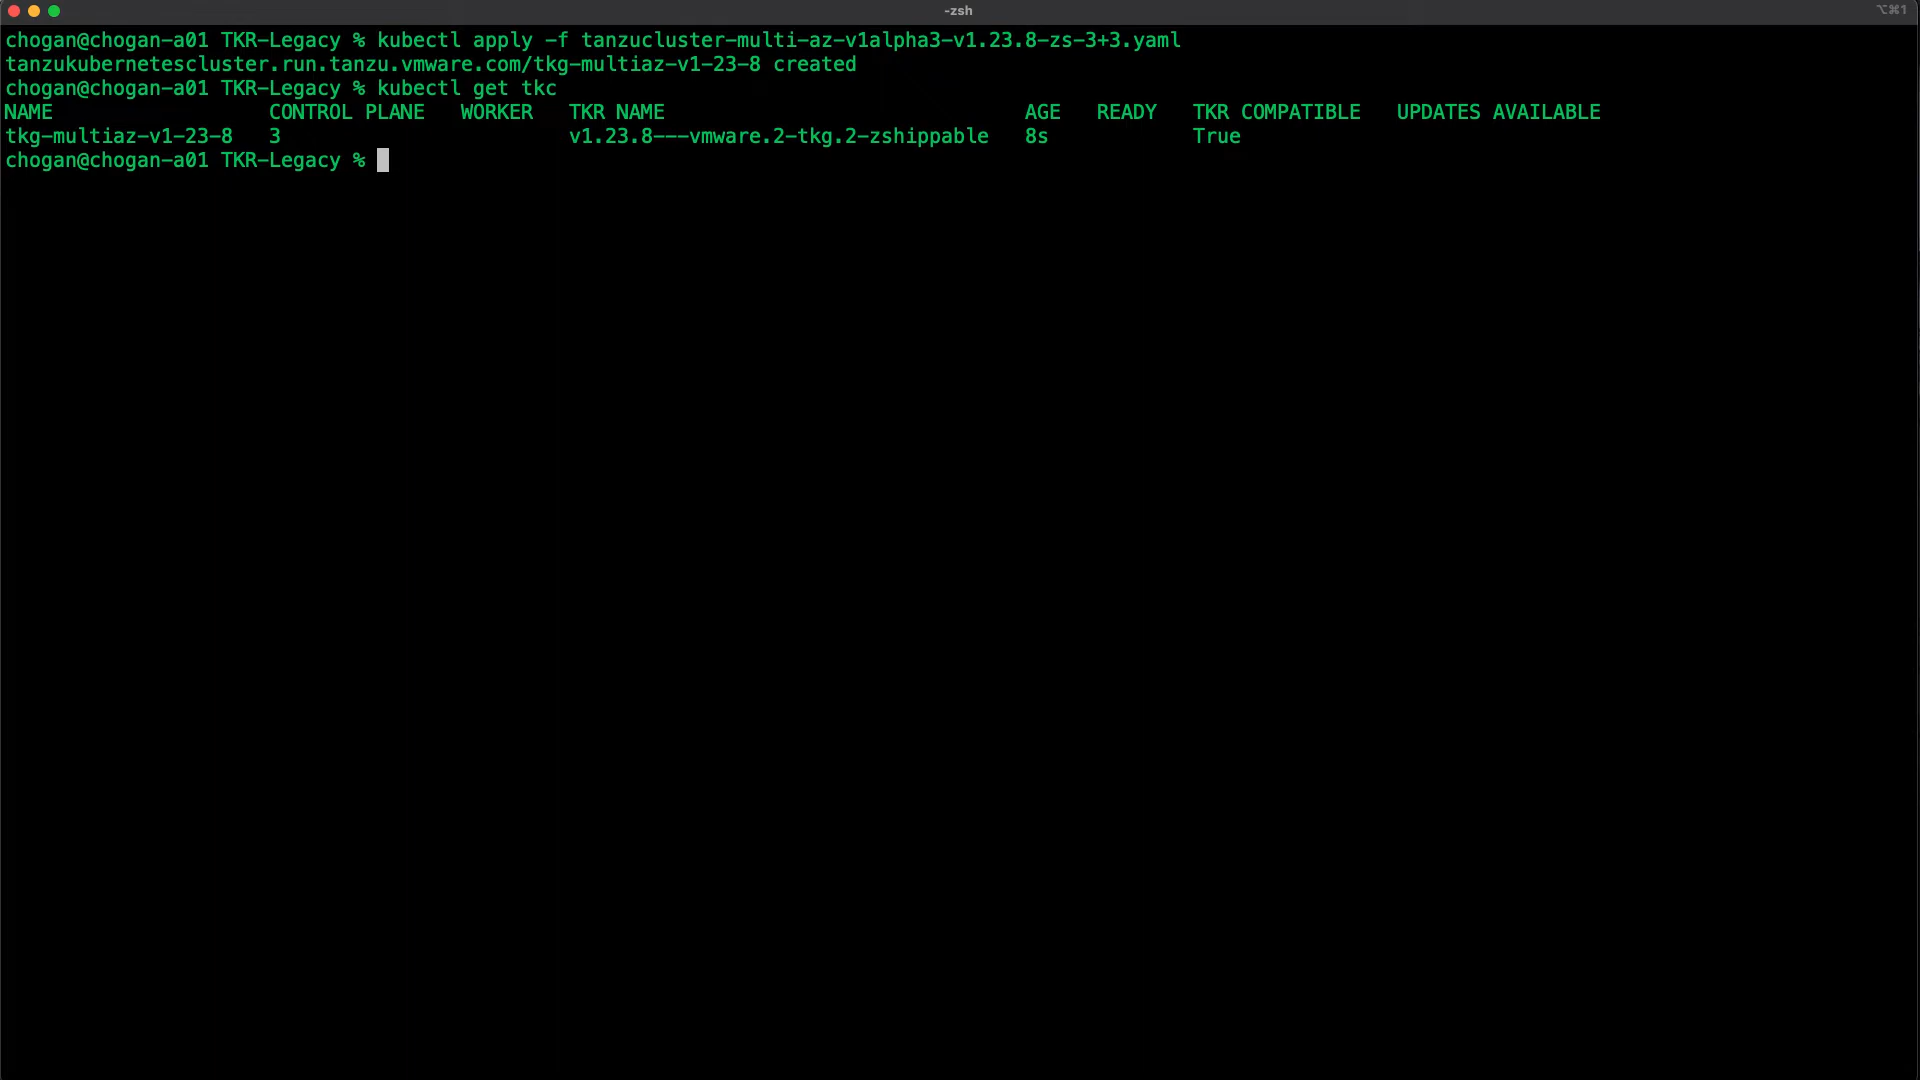 -zsh
⌥⌘1
chogan@chogan-a01 TKR-Legacy % kubectl apply -f tanzucluster-multi-az-v1alpha3-v1.23.8-zs-3+3.yaml
tanzukubernetescluster.run.tanzu.vmware.com/tkg-multiaz-v1-23-8 created
chogan@chogan-a01 TKR-Legacy % kubectl get tkc
NAME CONTROL PLANE WORKER TKR NAME AGE READY TKR COMPATIBLE UPDATES AVAILABLE
tkg-multiaz-v1-23-8 3 v1.23.8---vmware.2-tkg.2-zshippable 8s True
chogan@chogan-a01 TKR-Legacy %